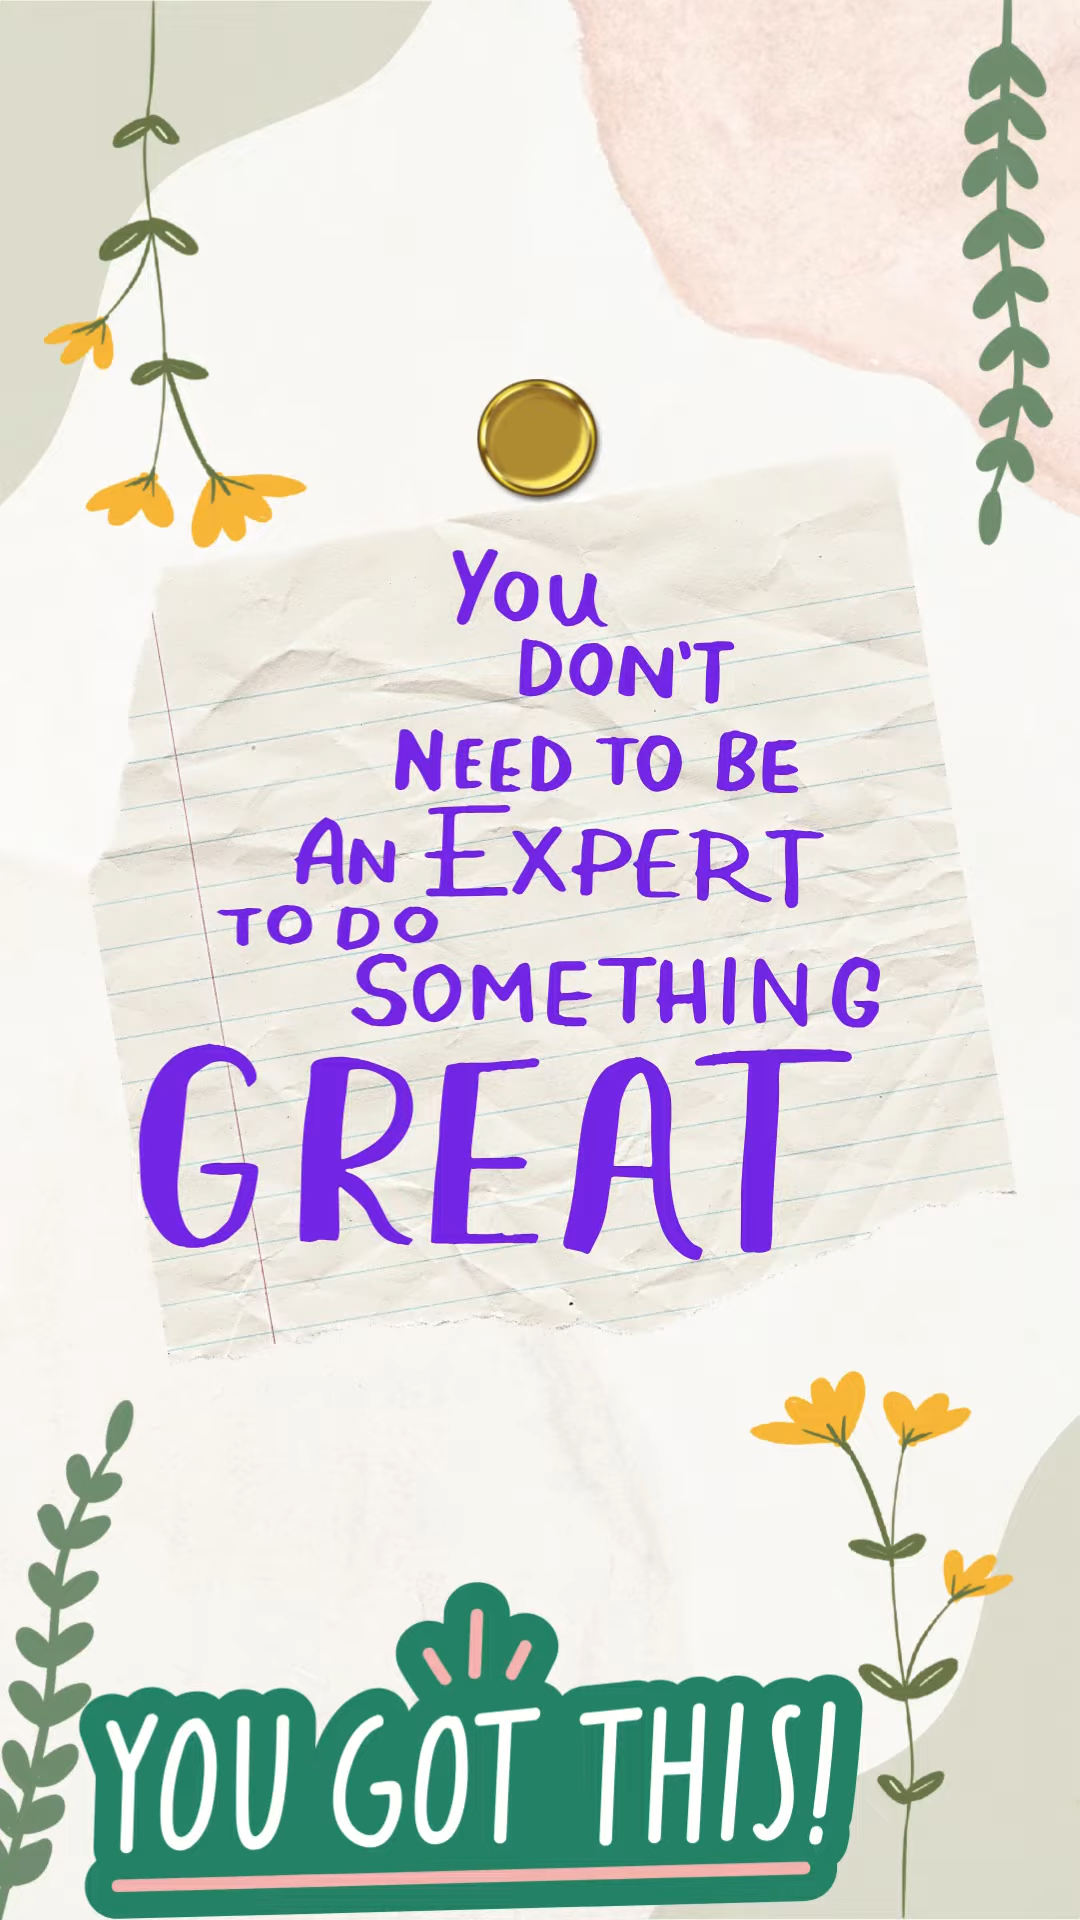 You
DON'T
NEED TO BE
AN EXPERT
TO DO
SOMETHING
GREAT
YOU GOT THIS!